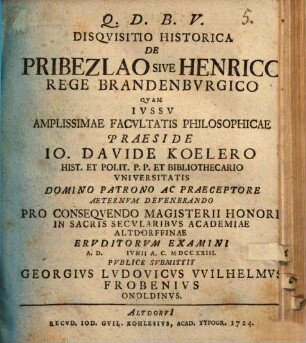 Q. D. B. V.
5.
DISQVISITIO HISTORICA
DE
PRIBEZLAO SIVE HENRICO
REGE BRANDENBVRGICO
QVAM
IVSSV
AMPLISSIMAE FACVLTATIS PHILOSOPHICAE
PRAESIDE
IO. DAVIDE KOELERO
HIST. ET POLIT. P. P. ET BIBLIOTHECARIO
VNIVERSITATIS
DOMINO PATRONO AC PRAECEPTORE
AETERNVM DEVENERANDO
PRO CONSEQVENDO MAGISTERII HONORE
IN SACRIS SECVLARIBVS ACADEMIAE
ALTDORFFINAE
ERVDITORVM EXAMINI
A. D. IVNII A. C. MDCCXXIII.
PVBLICE SVBMITTIT
GEORGIVS LVDOVICVS VVILHELMVS
FROBENIVS
ONOLDINVS.
ALTDORFI
RECVD. IOD. GVIL. KOHLESIVS, ACAD. TYPOGR. 1724.